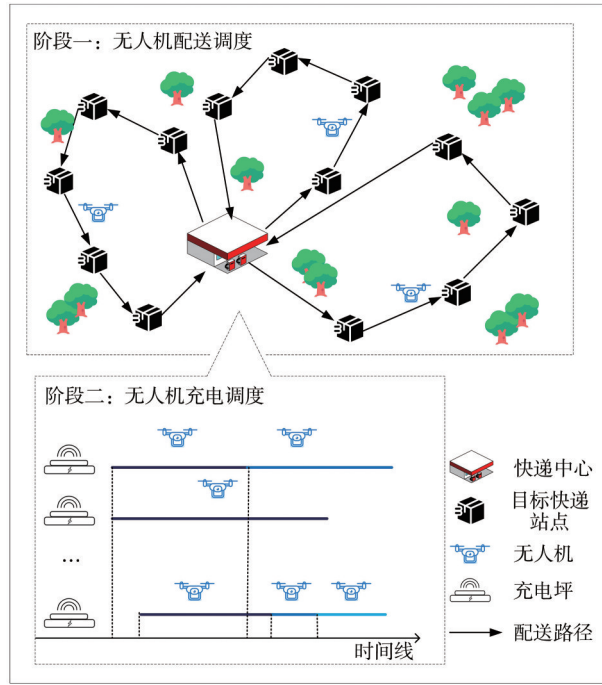 阶段一：无人机配送调度
阶段二：无人机充电调度
...
时间线
快递中心
目标快递
站点
无人机
充电坪
配送路径